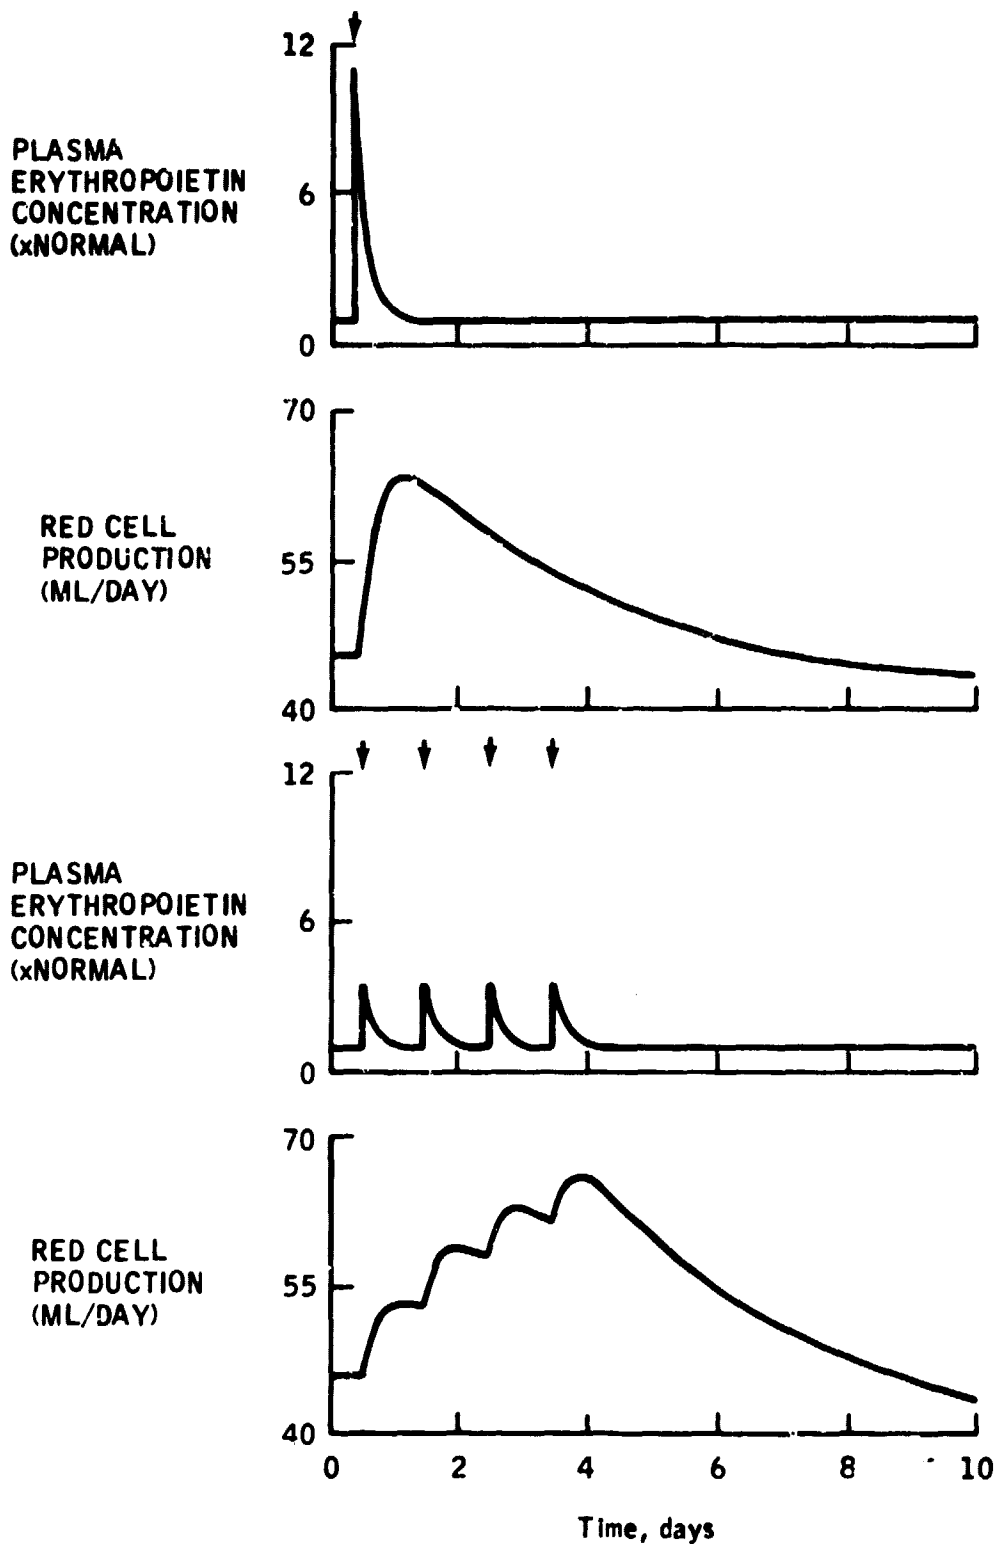 12
PLASMA
ERYTHROPOIETIN
CONCENTRATION
(xNORMAL)
6
0
70
RED CELL
PRODUCTION
(ML/DAY)
55
40
12
PLASMA
ERYTHROPOIETIN
CONCENTRATION
(xNORMAL)
6
0
70
RED CELL
PRODUCTION
(ML/DAY)
55
40
0 2 4 6 8 10
Time, days